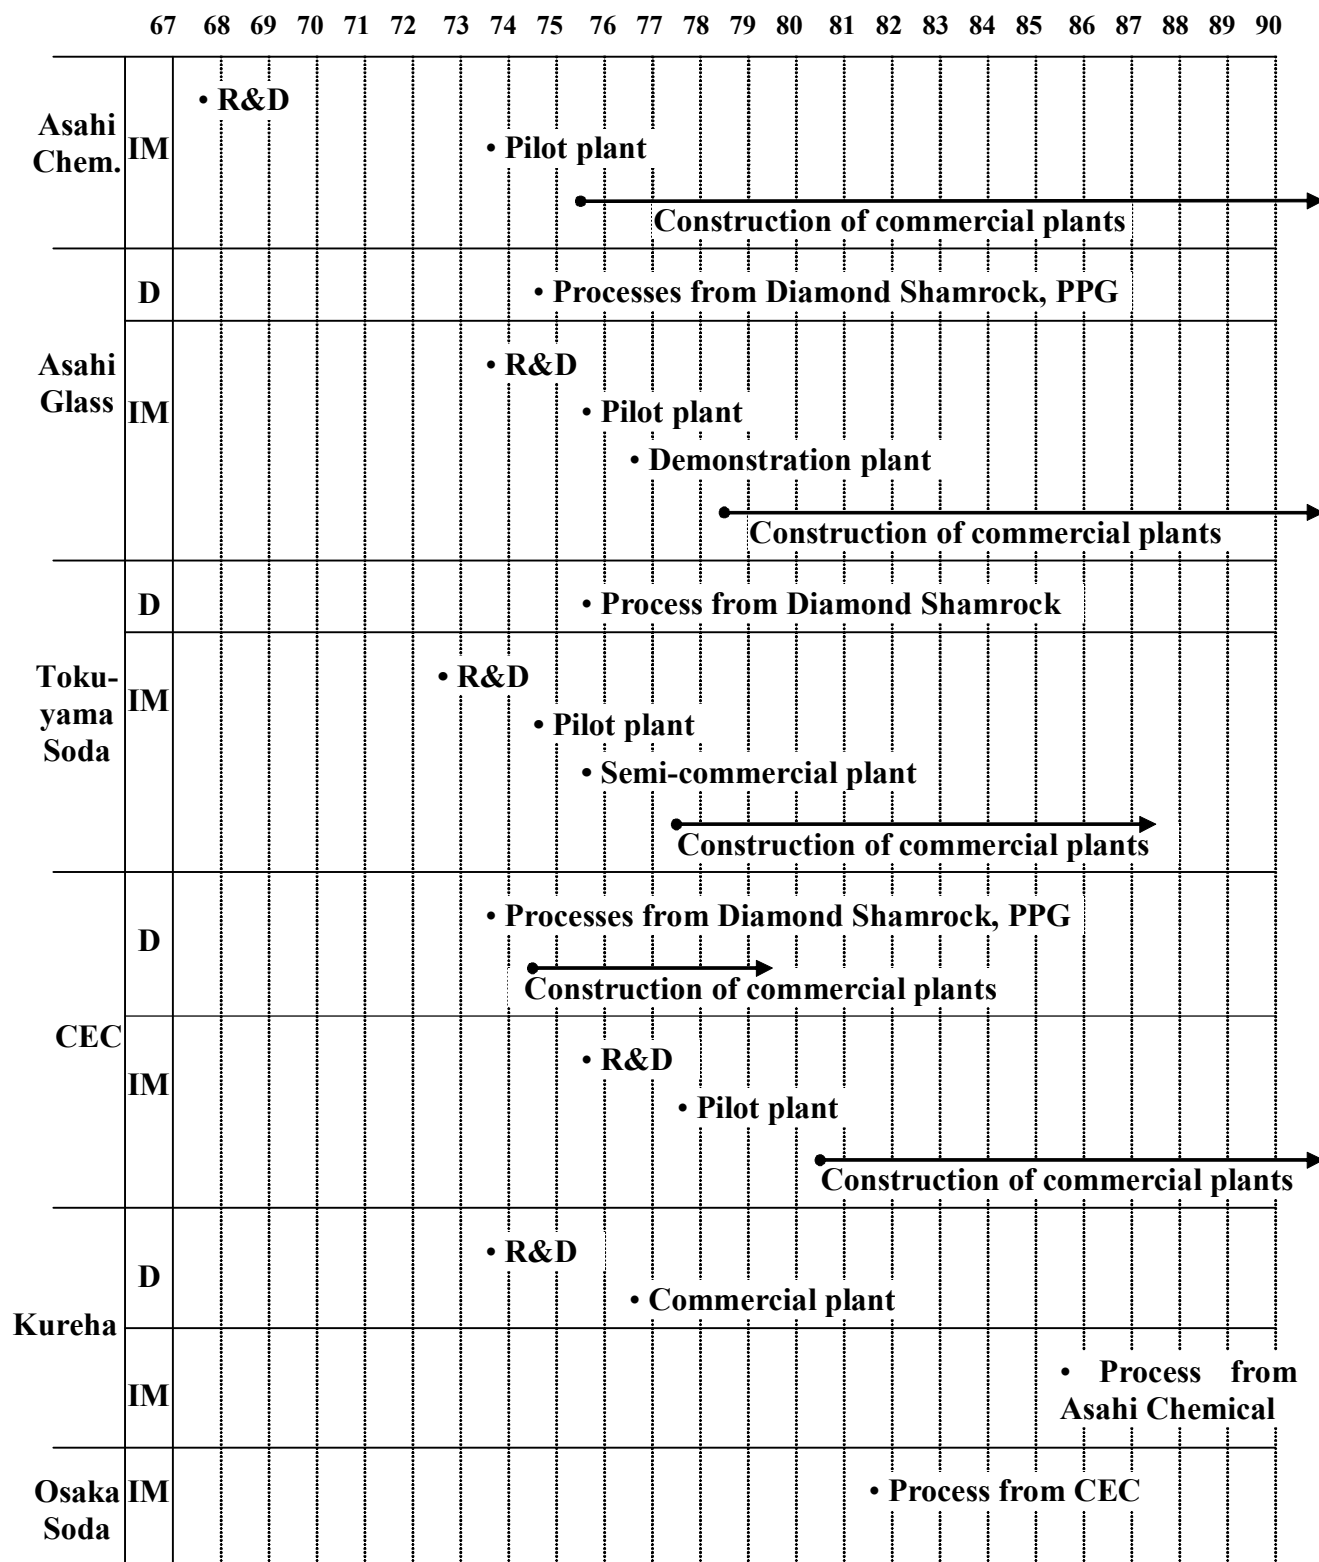 67 68 69 70 71 72 73 74 75 76 77 78 79 80 81 82 83 84 85 86 87 88 89 90
Asahi
Chem.
IM
• R&D
• Pilot plant
Construction of commercial plants
Asahi
Glass
D
• Processes from Diamond Shamrock, PPG
IM
• R&D
• Pilot plant
• Demonstration plant
Construction of commercial plants
Toku-
yama
Soda
D
• Process from Diamond Shamrock
IM
• R&D
• Pilot plant
• Semi-commercial plant
Construction of commercial plants
CEC
D
• Processes from Diamond Shamrock, PPG
Construction of commercial plants
IM
• R&D
• Pilot plant
Construction of commercial plants
Kureha
D
• R&D
• Commercial plant
IM
• Process from
Asahi Chemical
Osaka
Soda
IM
• Process from CEC